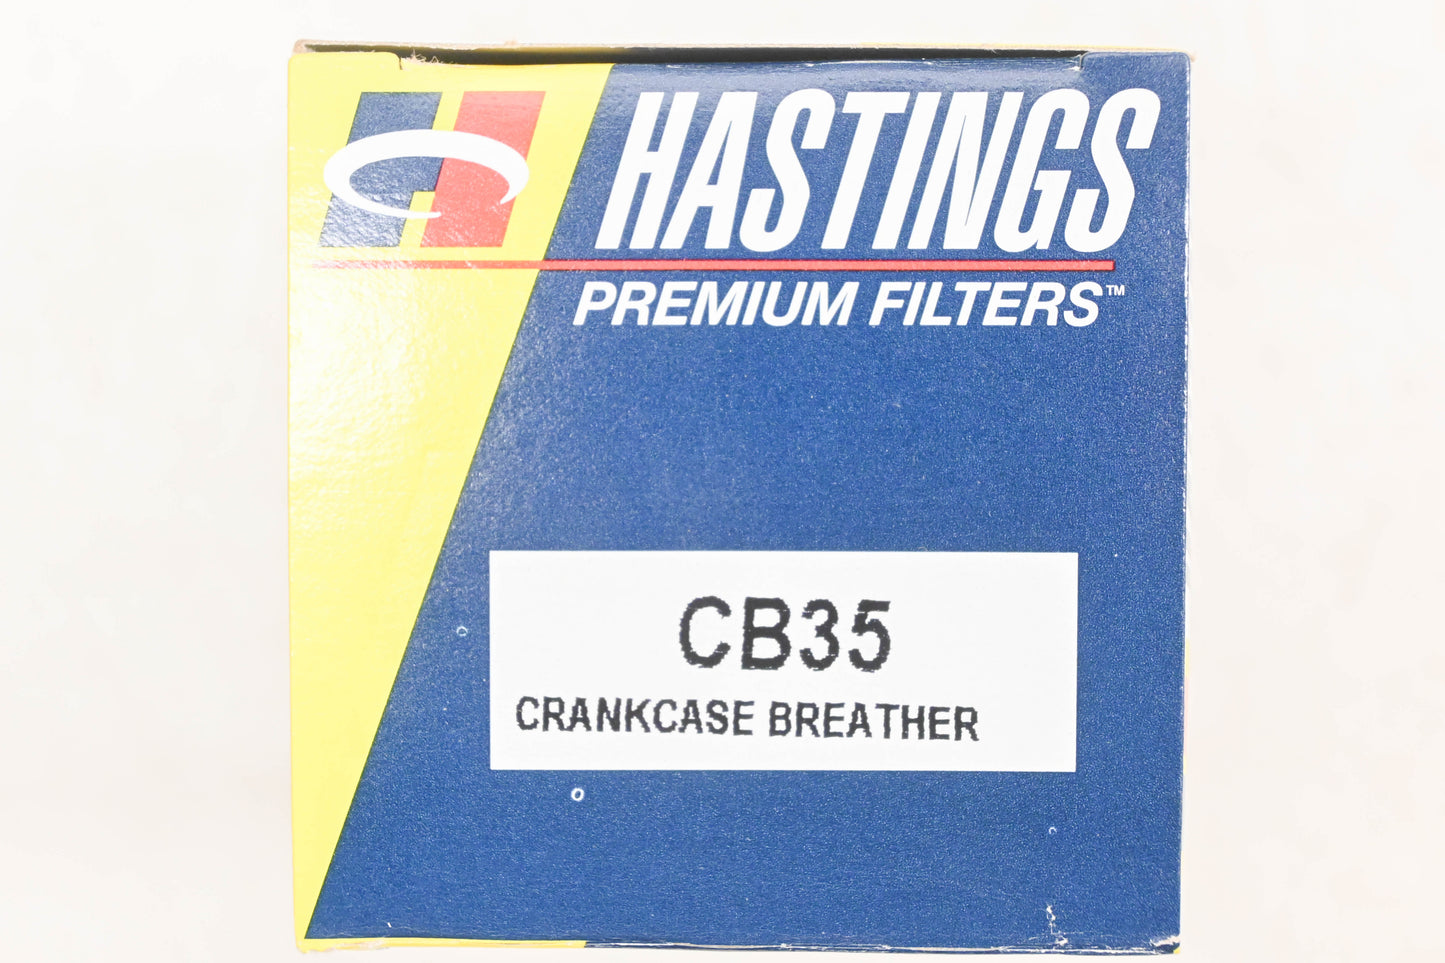 HASTINGS
PREMIUM FILTERS™
CB35
CRANKCASE BREATHER